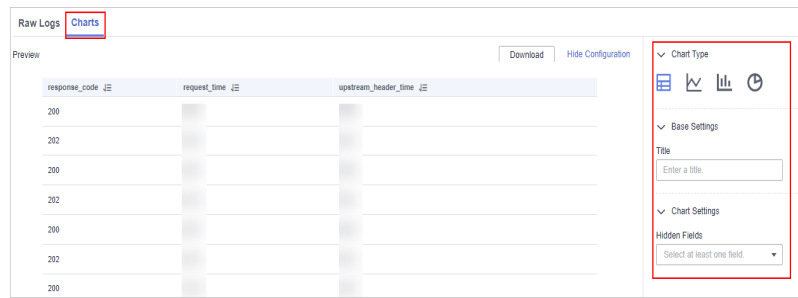 Raw Logs Charts
Preview Download Hide Configuration
response_code request_time upstream_header_time
200
202
200
202
200
202
200
Chart Type
Base Settings
Title
Enter a title.
Chart Settings
Hidden Fields
Select at least one field.